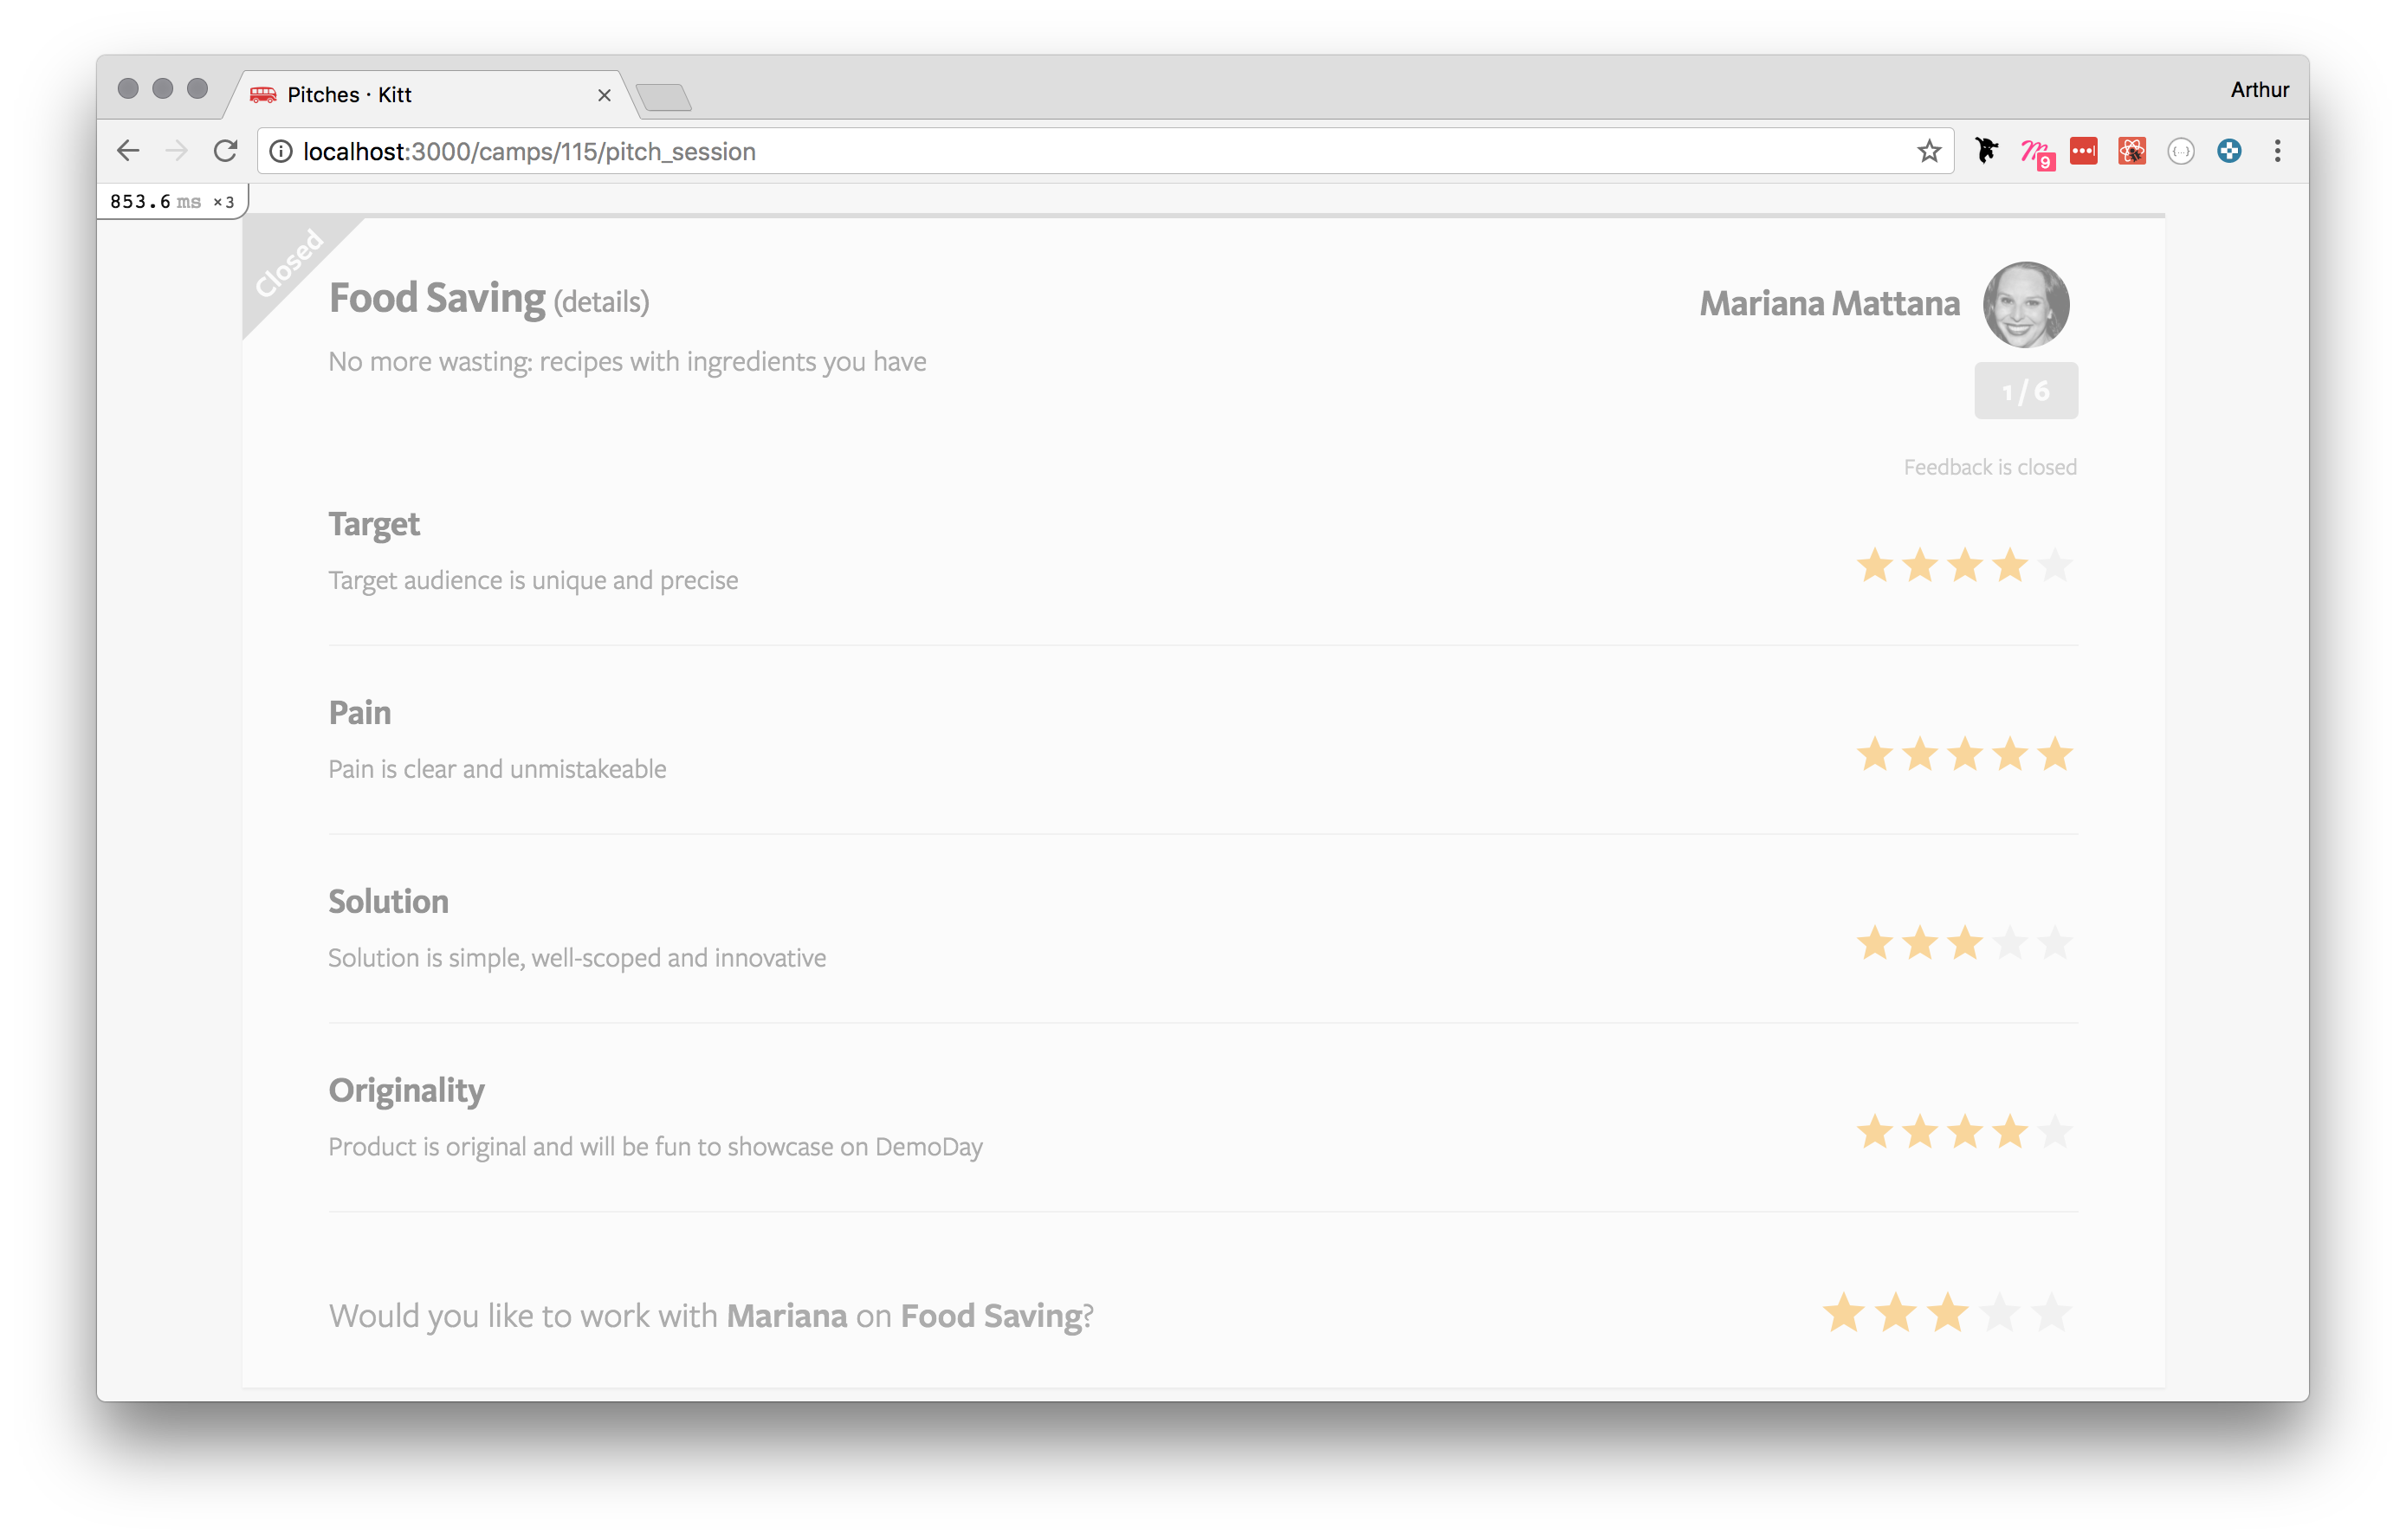 Pitches · Kitt
Arthur
localhost:3000/camps/115/pitch_session
9
853.6 ms ×3
Closed
Food Saving (details)
Mariana Mattana
No more wasting: recipes with ingredients you have
1 / 6
Feedback is closed
Target
Target audience is unique and precise
Pain
Pain is clear and unmistakeable
Solution
Solution is simple, well-scoped and innovative
Originality
Product is original and will be fun to showcase on DemoDay
Would you like to work with Mariana on Food Saving?